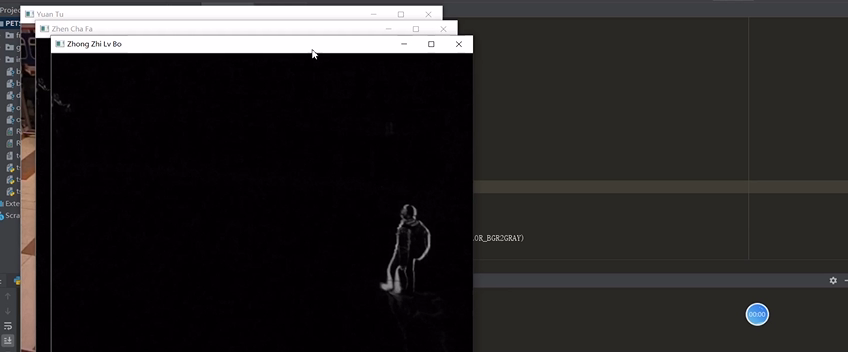 Projec
Yuan Tu
PET
Zhen Cha Fa
Zhong Zhi Lv Bo
Exte
Scra
OR_BGR2GRAY)
00:00